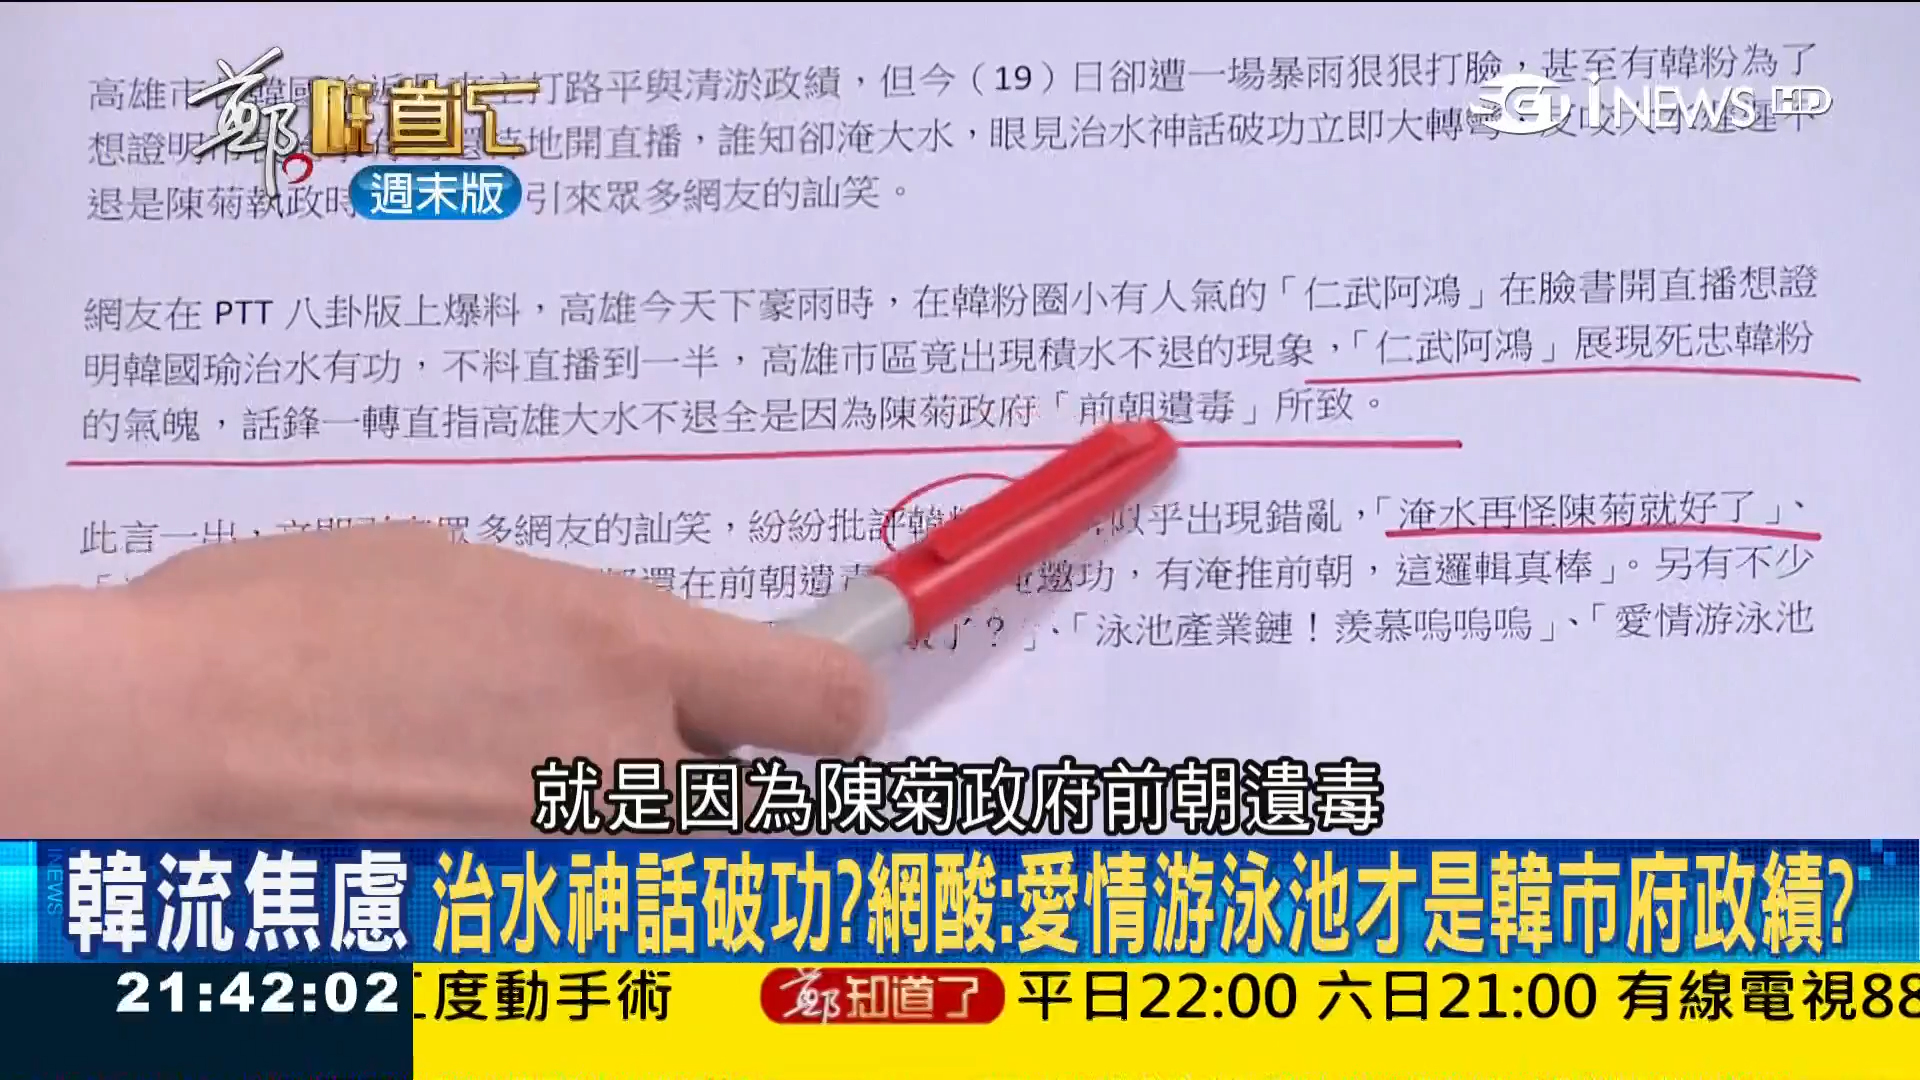 高雄市
打路平與清淤政績，但今（19）日卻遭一場暴雨狠狠打臉，甚至有韓粉為了
想證明
地開直播，誰知卻淹大水，眼見治水神話破功立即大轉彎，反
退是陳菊執政時
引來眾多網友的訕笑。
鄭
週末版
SET iNEWS HD
網友在 PTT 八卦版上爆料，高雄今天下豪雨時，在韓粉圈小有人氣的「仁武阿鴻」在臉書開直播想證
明韓國瑜治水有功，不料直播到一半，高雄市區竟出現積水不退的現象，「仁武阿鴻」展現死忠韓粉
的氣魄，話鋒一轉直指高雄大水不退全是因為陳菊政府「前朝遺毒」所致。
此言一出，立即
眾多網友的訕笑，紛紛批評韓粉
似乎出現錯亂，「淹水再怪陳菊就好了」、
還在前朝遺毒
邀功，有淹推前朝，這邏輯真棒」。另有不少
了？」、「泳池產業鏈！羨慕嗚嗚嗚」、「愛情游泳池
就是因為陳菊政府前朝遺毒
iNEWS
韓流焦慮 治水神話破功?網酸:愛情游泳池才是韓市府政績?
21:42:02
度動手術 鄭知道了 平日22:00 六日21:00 有線電視88